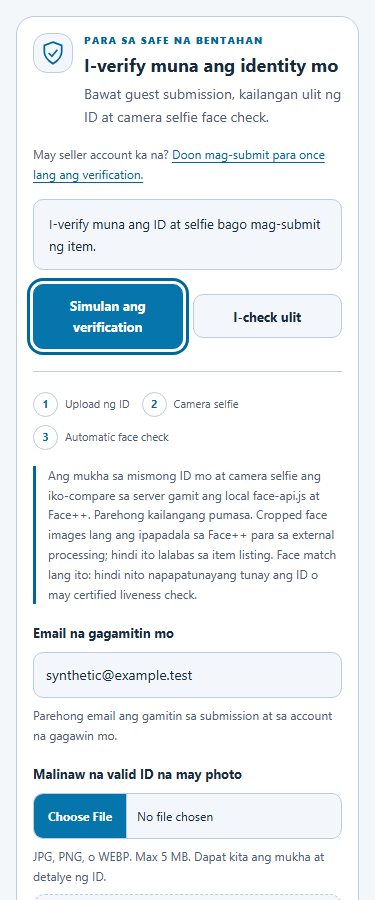 PARA SA SAFE NA BENTAHAN
I-verify muna ang identity mo
Bawat guest submission, kailangan ulit ng
ID at camera selfie face check.
May seller account ka na? Doon mag-submit para once
lang ang verification.
I-verify muna ang ID at selfie bago mag-submit
ng item.
Simulan ang
verification
I-check ulit
1 Upload ng ID 2 Camera selfie
3 Automatic face check
Ang mukha sa mismong ID mo at camera selfie ang
iko-compare sa server gamit ang local face-api.js at
Face++. Parehong kailangang pumasa. Cropped face
images lang ang ipapadala sa Face++ para sa external
processing; hindi ito lalabas sa item listing. Face match
lang ito: hindi nito napapatunayang tunay ang ID o
may certified liveness check.
Email na gagamitin mo
synthetic@example.test
Parehong email ang gamitin sa submission at sa account
na gagawin mo.
Malinaw na valid ID na may photo
Choose File No file chosen
JPG, PNG, o WEBP. Max 5 MB. Dapat kita ang mukha at
detalye ng ID.